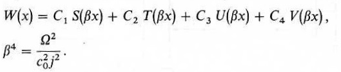 W(x) = C₁ S(βx) + C₂ T(βx) + C₃ U(βx) + C₄ V(βx),
β⁴ = Ω² / c₀² j² .